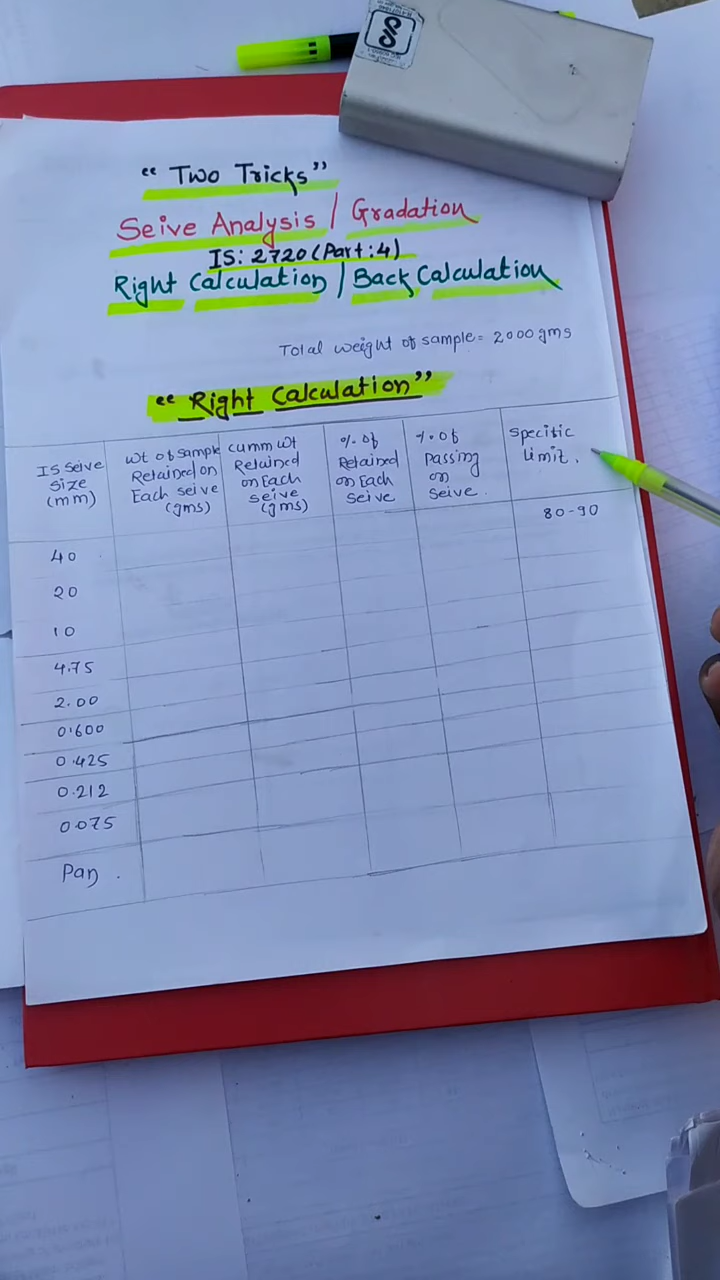 "Two Tricks"
Seive Analysis / Gradation
IS: 2720 (Part:4)
Right Calculation / Back Calculation
Total weight of sample = 2000 gms
"Right Calculation"
IS Seive
Size
(mm)
Wt of sample
Retained on
Each seive
(gms)
cumm wt
Retained
on Each
seive
(gms)
% of
Retained
on Each
Seive
% of
Passing
on
Seive.
Specific
limit.
80-90
40
20
10
4.75
2.00
0.600
0.425
0.212
0.075
Pan.